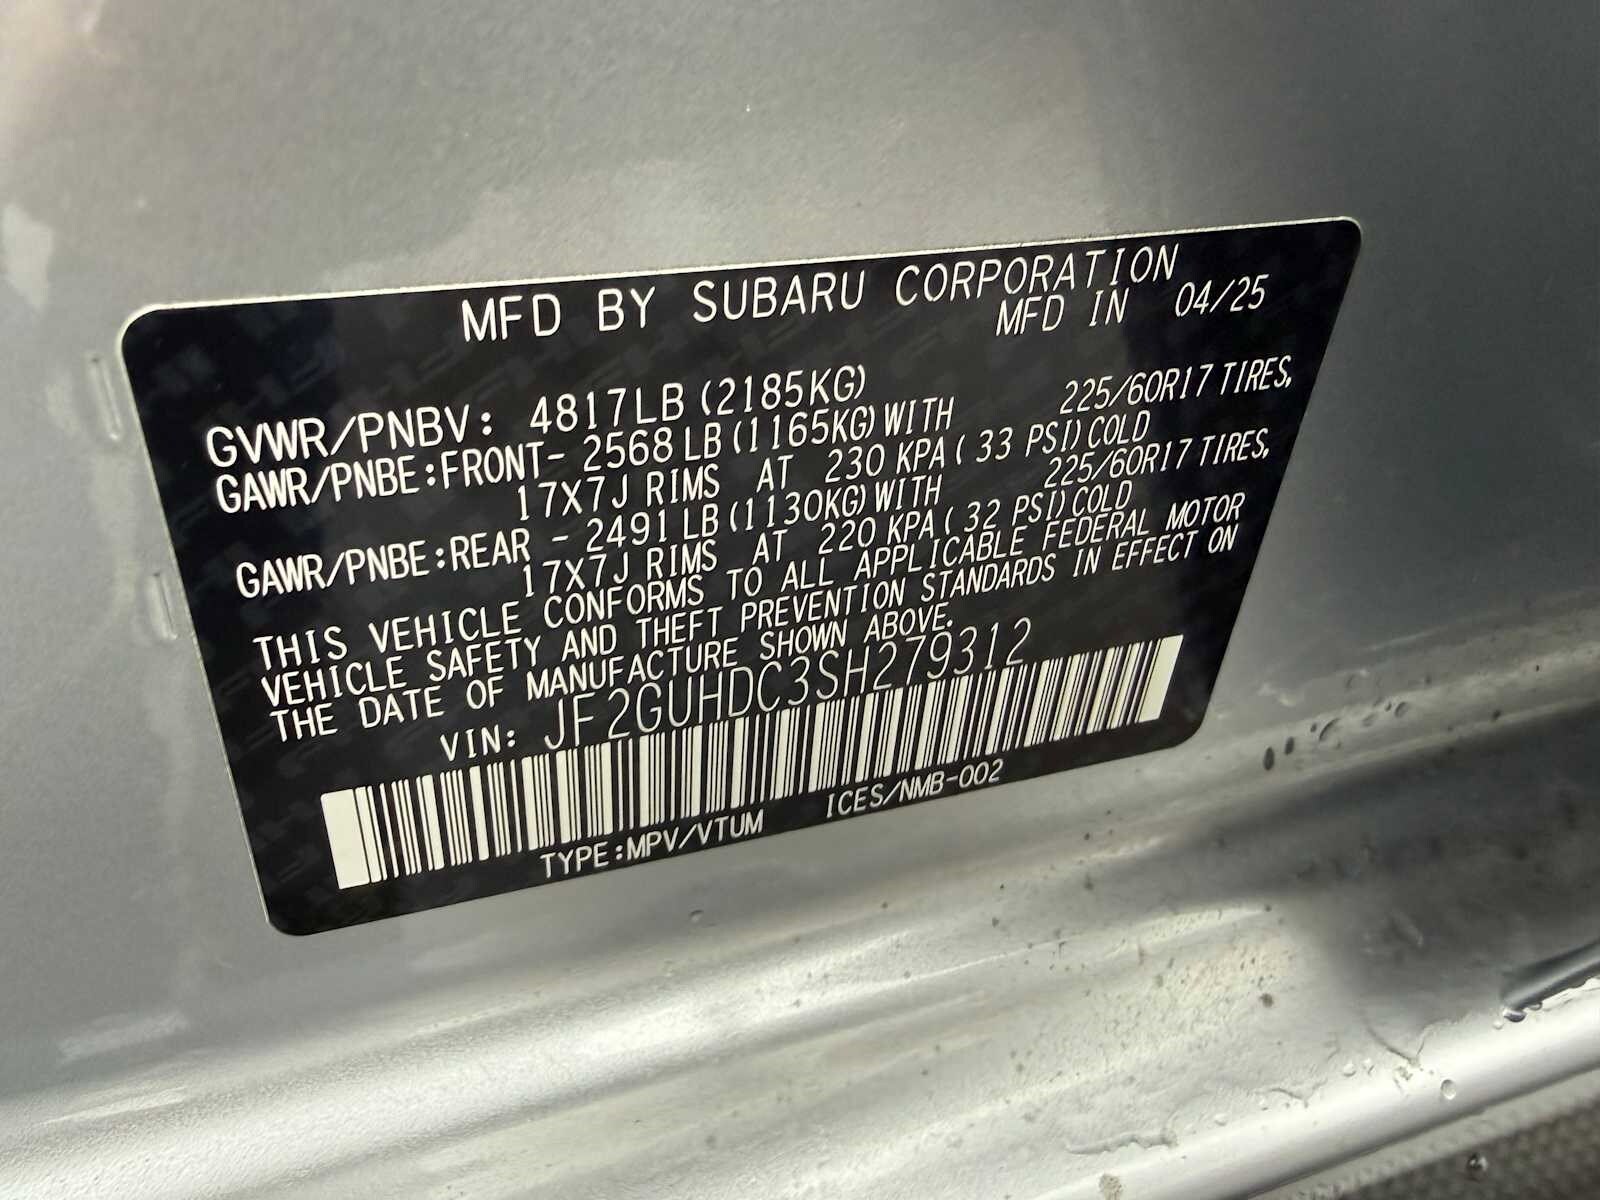 MFD BY SUBARU CORPORATION
MFD IN 04/25
GVWR/PNBV: 4817LB (2185KG)
GAWR/PNBE:FRONT- 2568 LB (1165KG) WITH 225/60R17 TIRES,
17X7J RIMS AT 230 KPA ( 33 PSI) COLD
GAWR/PNBE:REAR - 2491 LB (1130KG) WITH 225/60R17 TIRES,
17X7J RIMS AT 220 KPA ( 32 PSI) COLD
THIS VEHICLE CONFORMS TO ALL APPLICABLE FEDERAL MOTOR
VEHICLE SAFETY AND THEFT PREVENTION STANDARDS IN EFFECT ON
THE DATE OF MANUFACTURE SHOWN ABOVE.
VIN: JF2GUHDC3SH279312
TYPE:MPV/VTUM ICES/NMB-002